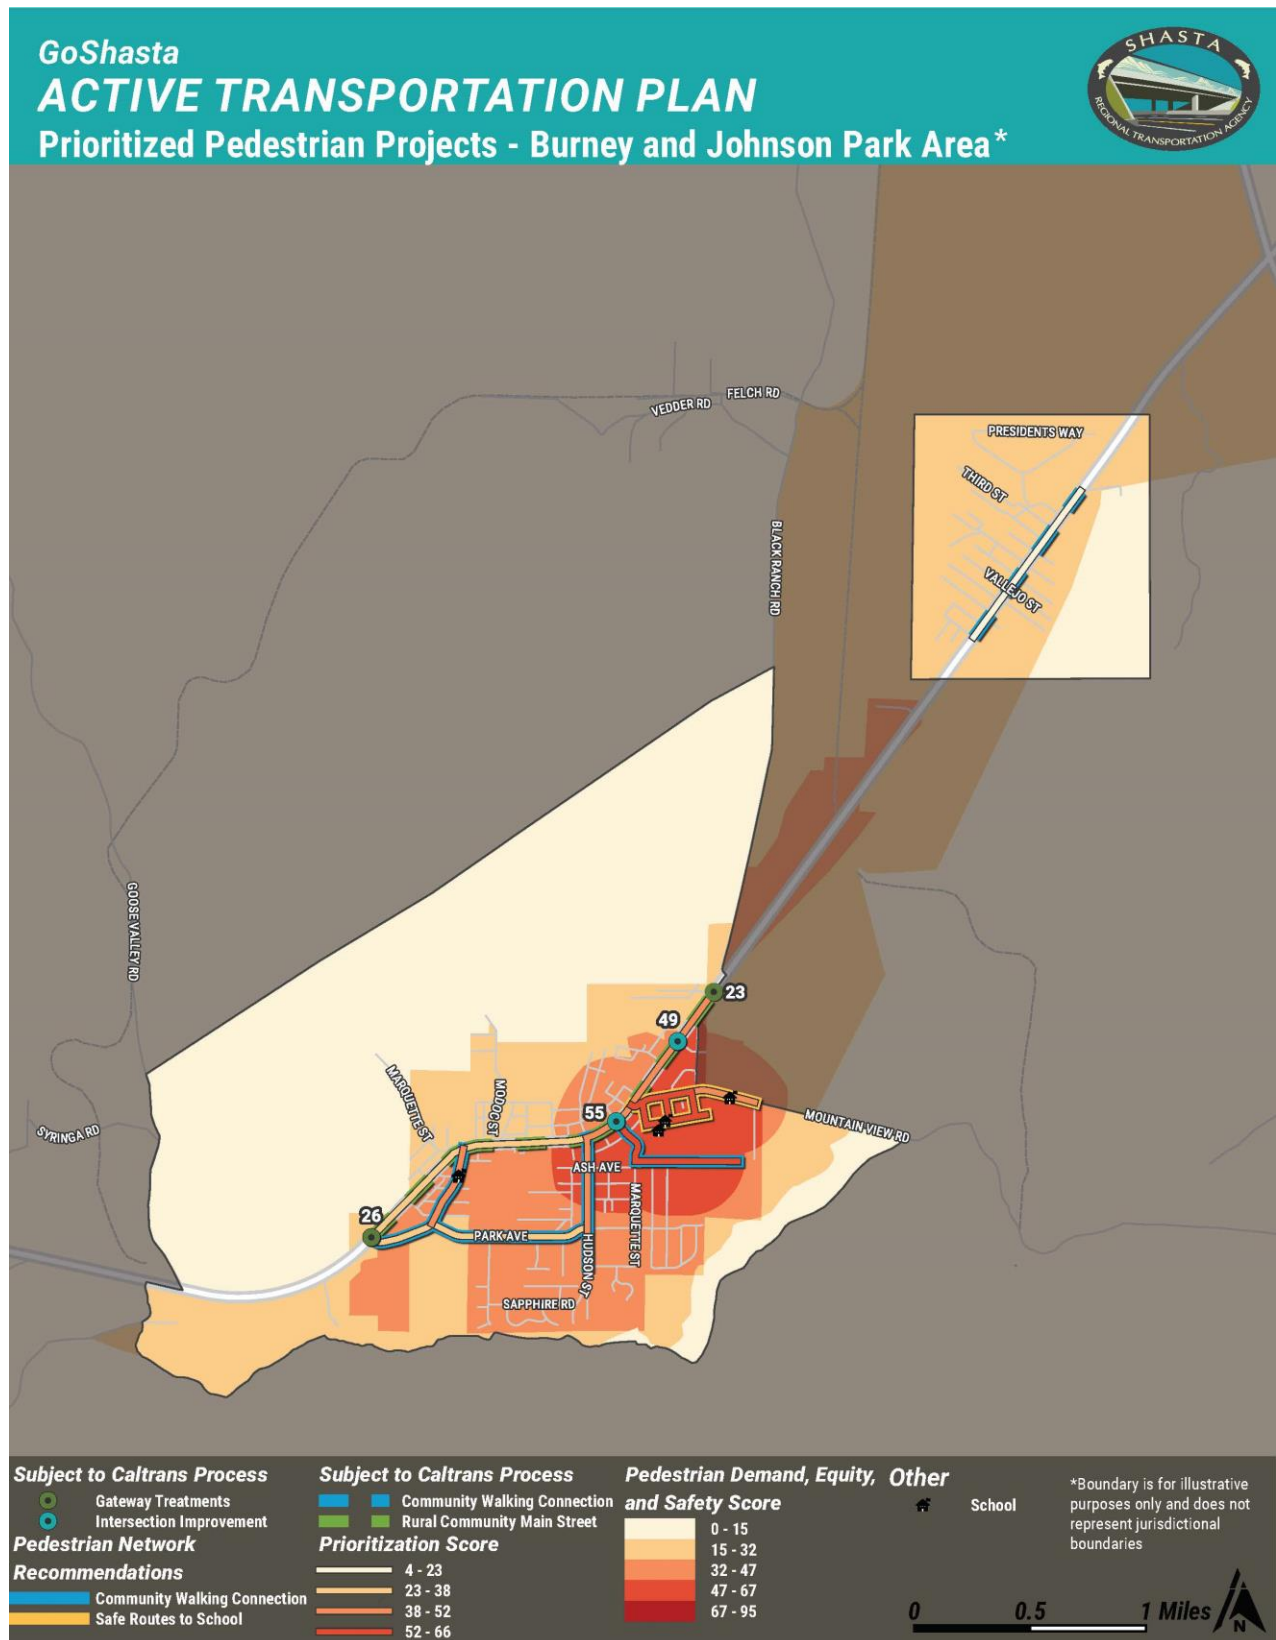 GoShasta
ACTIVE TRANSPORTATION PLAN
Prioritized Pedestrian Projects - Burney and Johnson Park Area*
SHASTA
REGIONAL TRANSPORTATION AGENCY
FELCH RD
VEDDER RD
PRESIDENTS WAY
THIRD ST
BLACK RANCH RD
VALLEJO ST
GOOSE VALLEY RD
23
49
MARQUETTE ST
MODOC ST
55
SYRINGA RD
MOUNTAIN VIEW RD
ASH AVE
MARQUETTE ST
26
PARK AVE
HUDSON ST
SAPPHIRE RD
Subject to Caltrans Process
Gateway Treatments
Intersection Improvement
Pedestrian Network
Recommendations
Community Walking Connection
Safe Routes to School
Subject to Caltrans Process
Community Walking Connection
Rural Community Main Street
Prioritization Score
4 - 23
23 - 38
38 - 52
52 - 66
Pedestrian Demand, Equity,
and Safety Score
0 - 15
15 - 32
32 - 47
47 - 67
67 - 95
Other
School
*Boundary is for illustrative
purposes only and does not
represent jurisdictional
boundaries
0 0.5 1 Miles
N